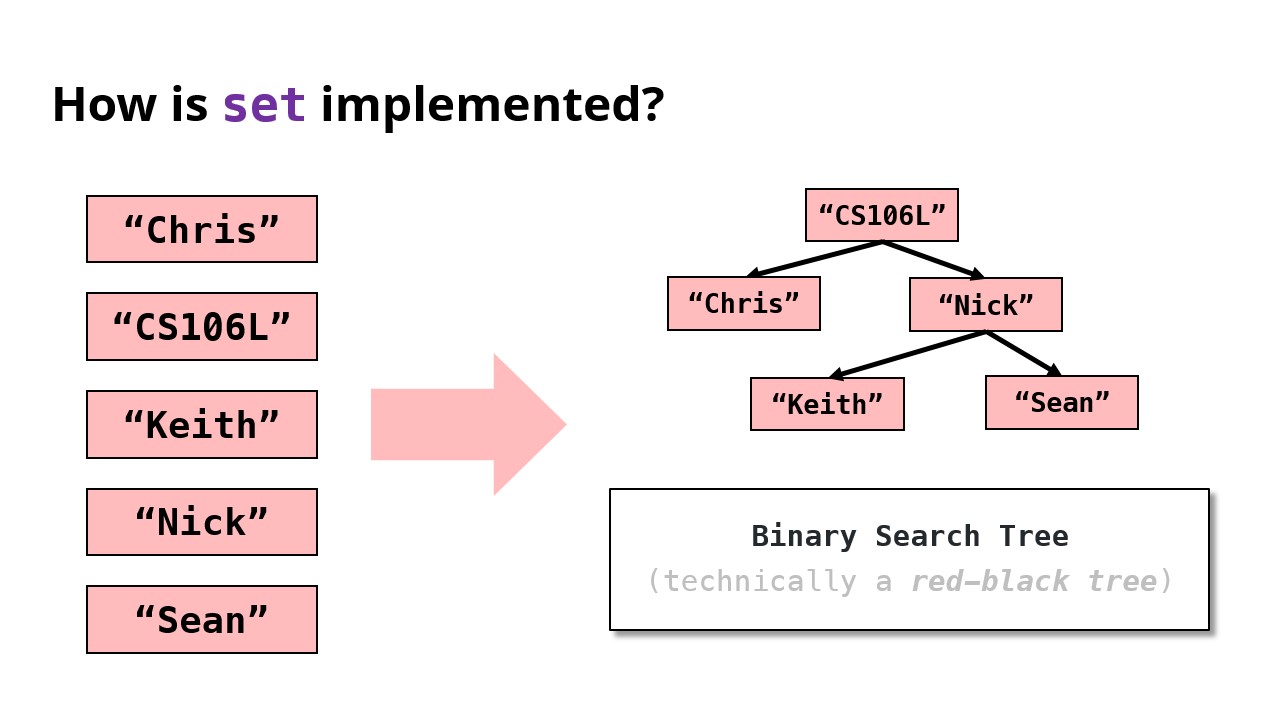 How is set implemented?
“Chris”
“CS106L”
“Keith”
“Nick”
“Sean”
“CS106L”
“Chris”
“Nick”
“Keith”
“Sean”
Binary Search Tree
(technically a red–black tree)